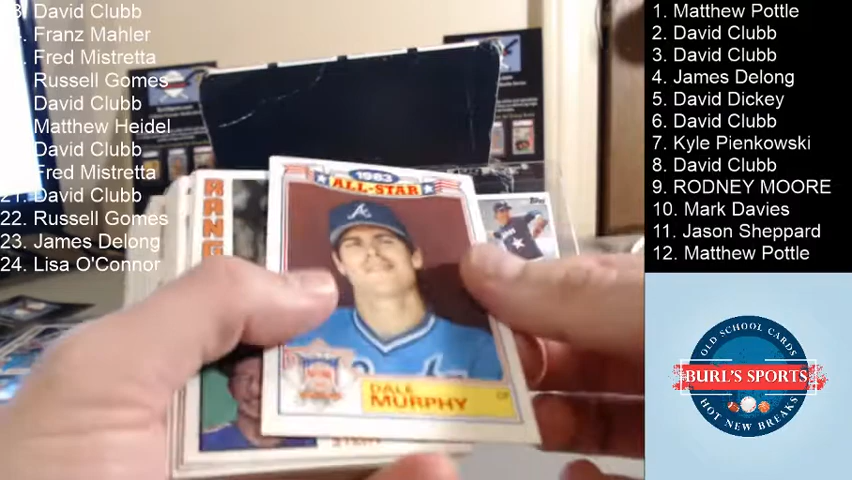 David Clubb
Franz Mahler
Fred Mistretta
Russell Gomes
David Clubb
Matthew Heidel
David Clubb
Fred Mistretta
21. David Clubb
22. Russell Gomes
23. James Delong
24. Lisa O'Connor
1. Matthew Pottle
2. David Clubb
3. David Clubb
4. James Delong
5. David Dickey
6. David Clubb
7. Kyle Pienkowski
8. David Clubb
9. RODNEY MOORE
10. Mark Davies
11. Jason Sheppard
12. Matthew Pottle
1983
ALL-STAR
DALE
MURPHY
CF
Topps
RANG
OLD SCHOOL CARDS
BURL'S SPORTS
HOT NEW BREAKS